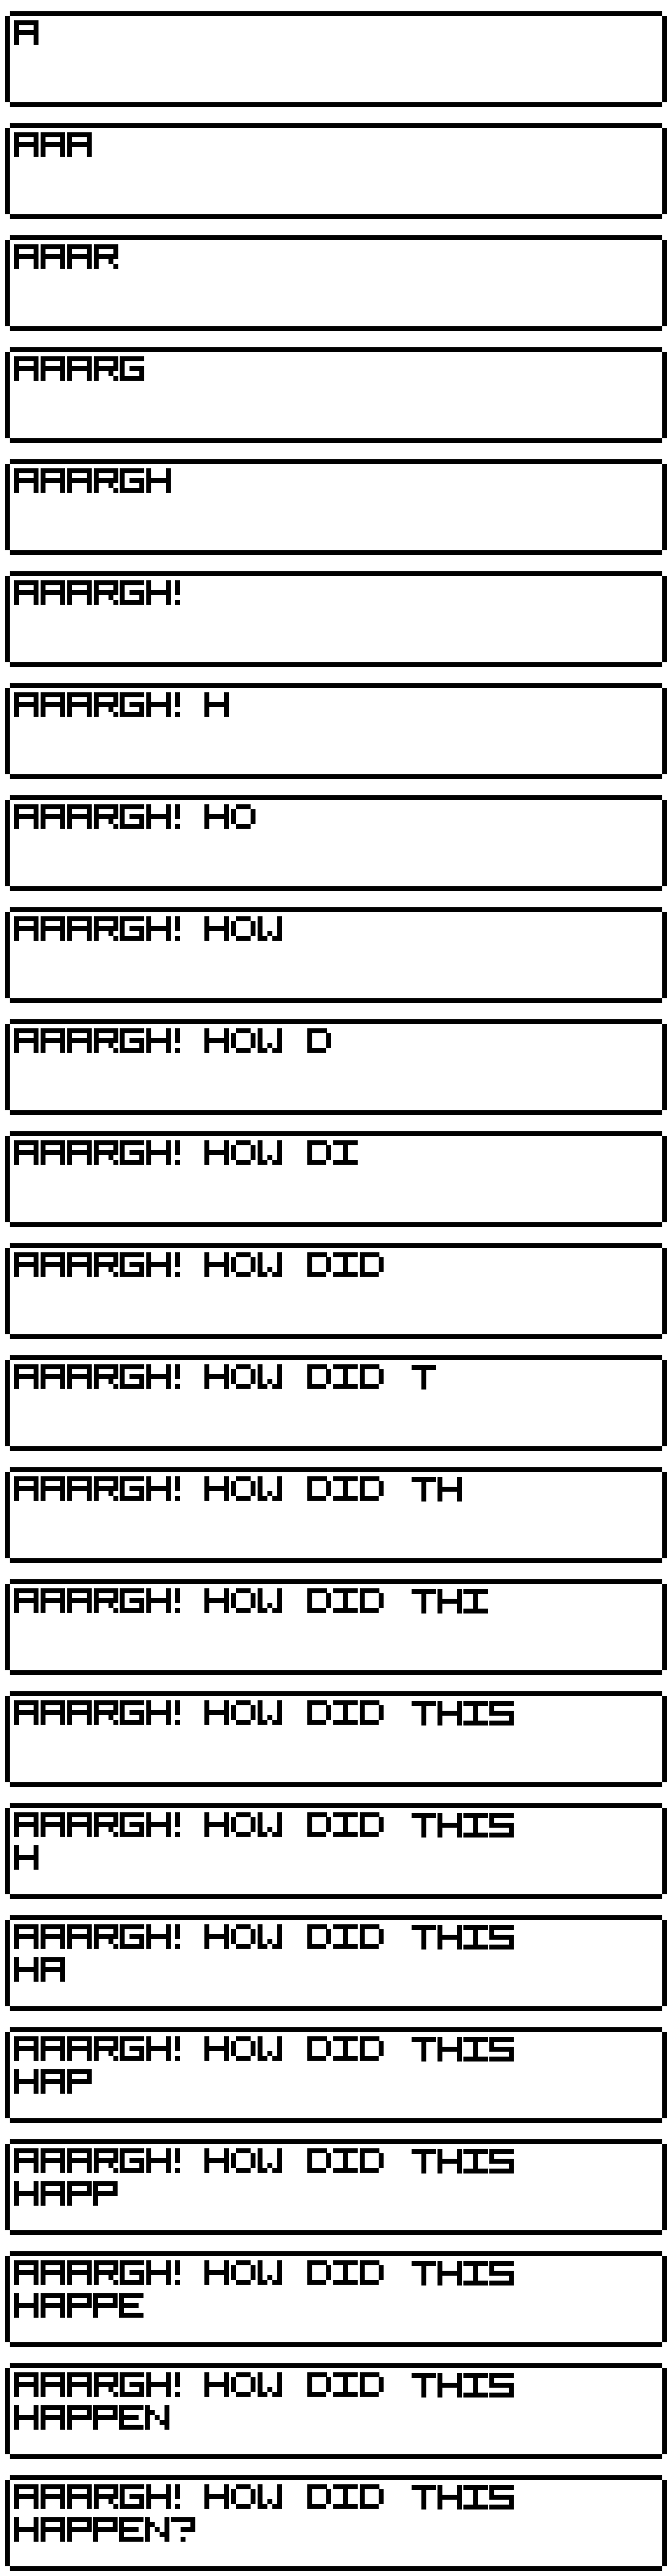 A
AAA
AAAR
AAARG
AAARGH
AAARGH!
AAARGH! H
AAARGH! HO
AAARGH! HOW
AAARGH! HOW D
AAARGH! HOW DI
AAARGH! HOW DID
AAARGH! HOW DID T
AAARGH! HOW DID TH
AAARGH! HOW DID THI
AAARGH! HOW DID THIS
AAARGH! HOW DID THIS
H
AAARGH! HOW DID THIS
HA
AAARGH! HOW DID THIS
HAP
AAARGH! HOW DID THIS
HAPP
AAARGH! HOW DID THIS
HAPPE
AAARGH! HOW DID THIS
HAPPEN
AAARGH! HOW DID THIS
HAPPEN?